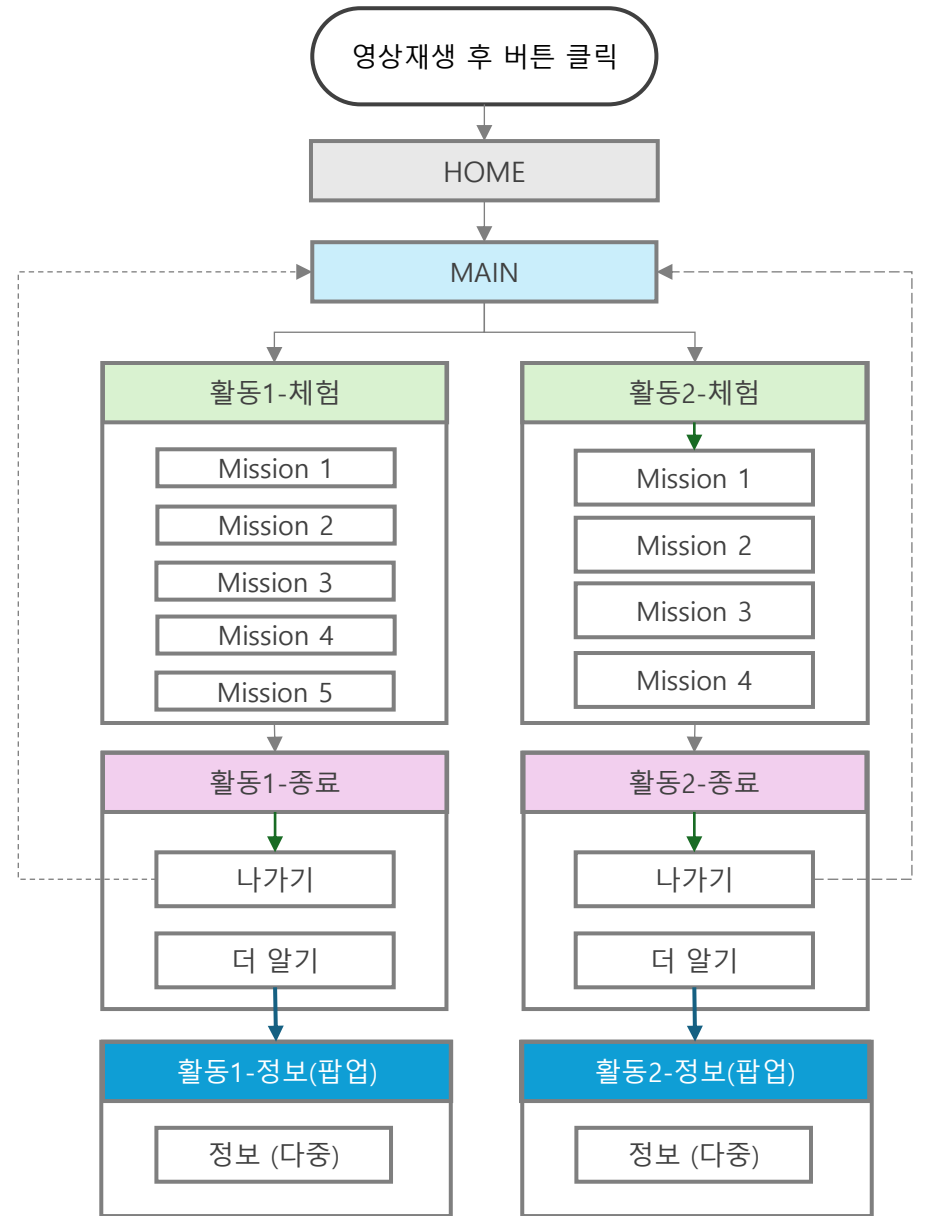 영상재생 후 버튼 클릭
HOME
MAIN
활동1-체험
Mission 1
Mission 2
Mission 3
Mission 4
Mission 5
활동2-체험
Mission 1
Mission 2
Mission 3
Mission 4
활동1-종료
나가기
더 알기
활동2-종료
나가기
더 알기
활동1-정보(팝업)
정보 (다중)
활동2-정보(팝업)
정보 (다중)